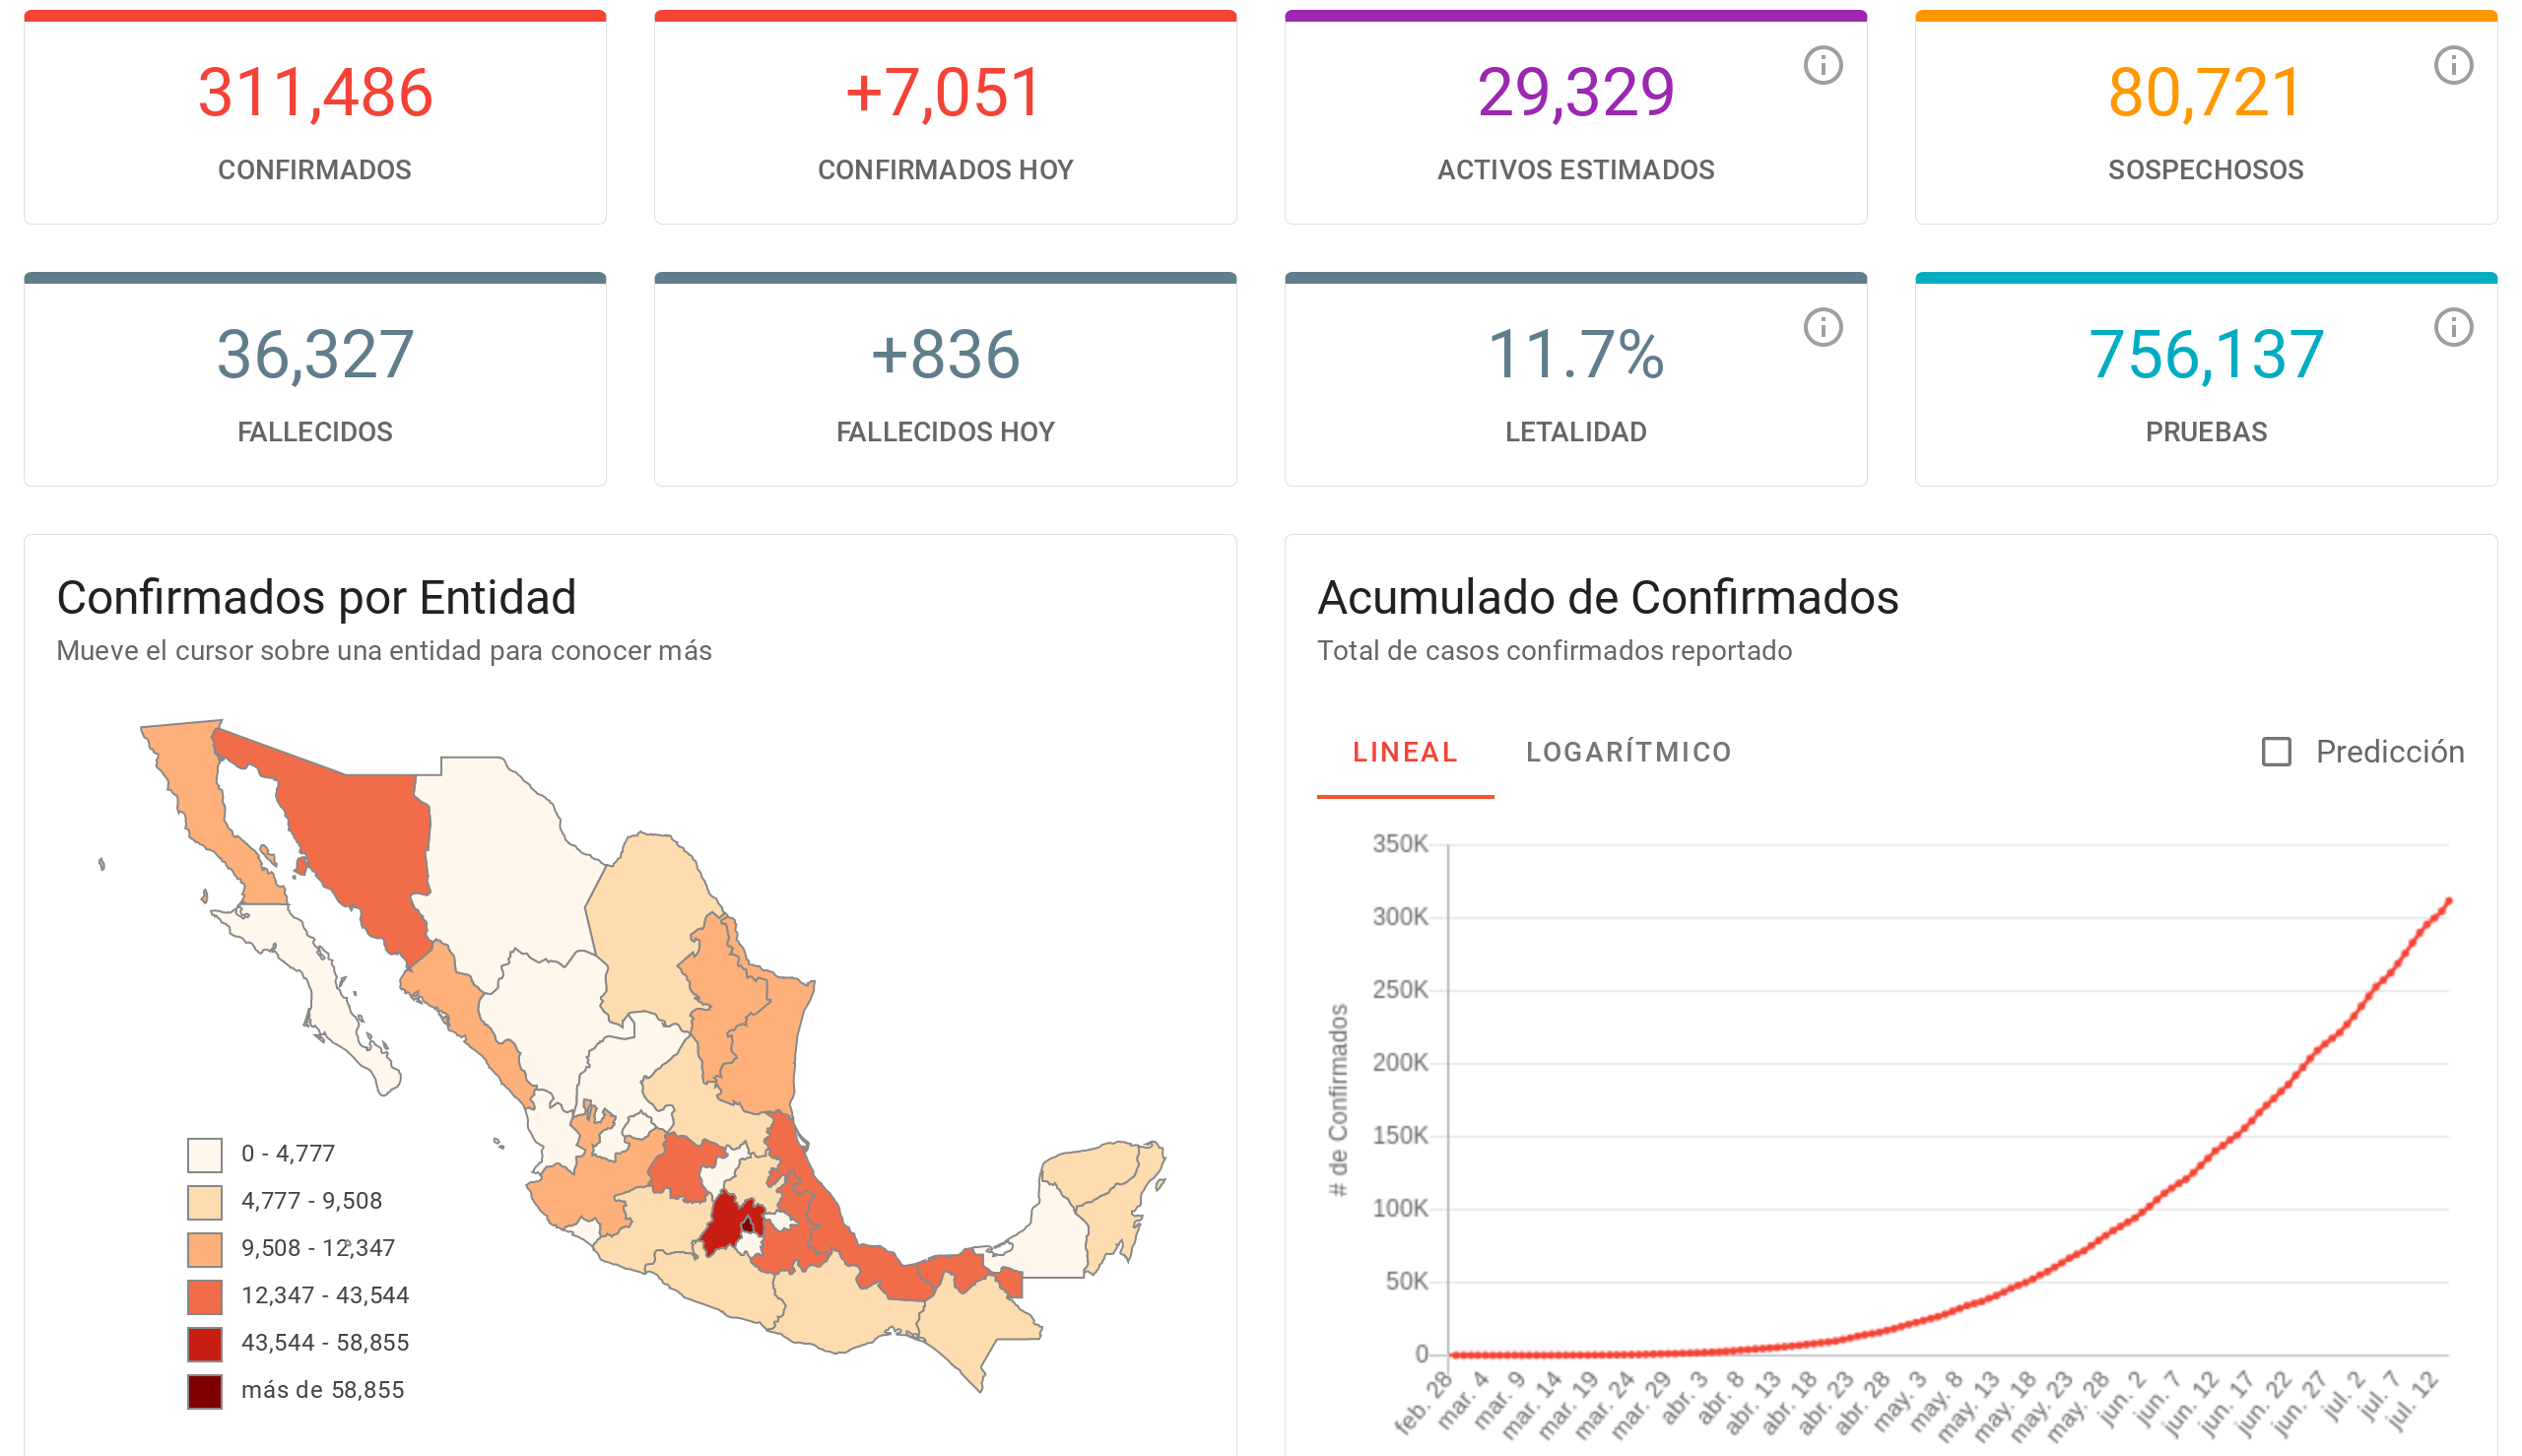 311,486
CONFIRMADOS
+7,051
CONFIRMADOS HOY
29,329
ACTIVOS ESTIMADOS
80,721
SOSPECHOSOS
36,327
FALLECIDOS
+836
FALLECIDOS HOY
11.7%
LETALIDAD
756,137
PRUEBAS
Confirmados por Entidad
Mueve el cursor sobre una entidad para conocer más
0 - 4,777
4,777 - 9,508
9,508 - 12,347
12,347 - 43,544
43,544 - 58,855
más de 58,855
Acumulado de Confirmados
Total de casos confirmados reportado
LINEAL
LOGARÍTMICO
Predicción
# de Confirmados
350K
300K
250K
200K
150K
100K
50K
0
feb. 28
mar. 4
mar. 9
mar. 14
mar. 19
mar. 24
mar. 29
abr. 3
abr. 8
abr. 13
abr. 18
abr. 23
abr. 28
may. 3
may. 8
may. 13
may. 18
may. 23
may. 28
jun. 2
jun. 7
jun. 12
jun. 17
jun. 22
jun. 27
jul. 2
jul. 7
jul. 12